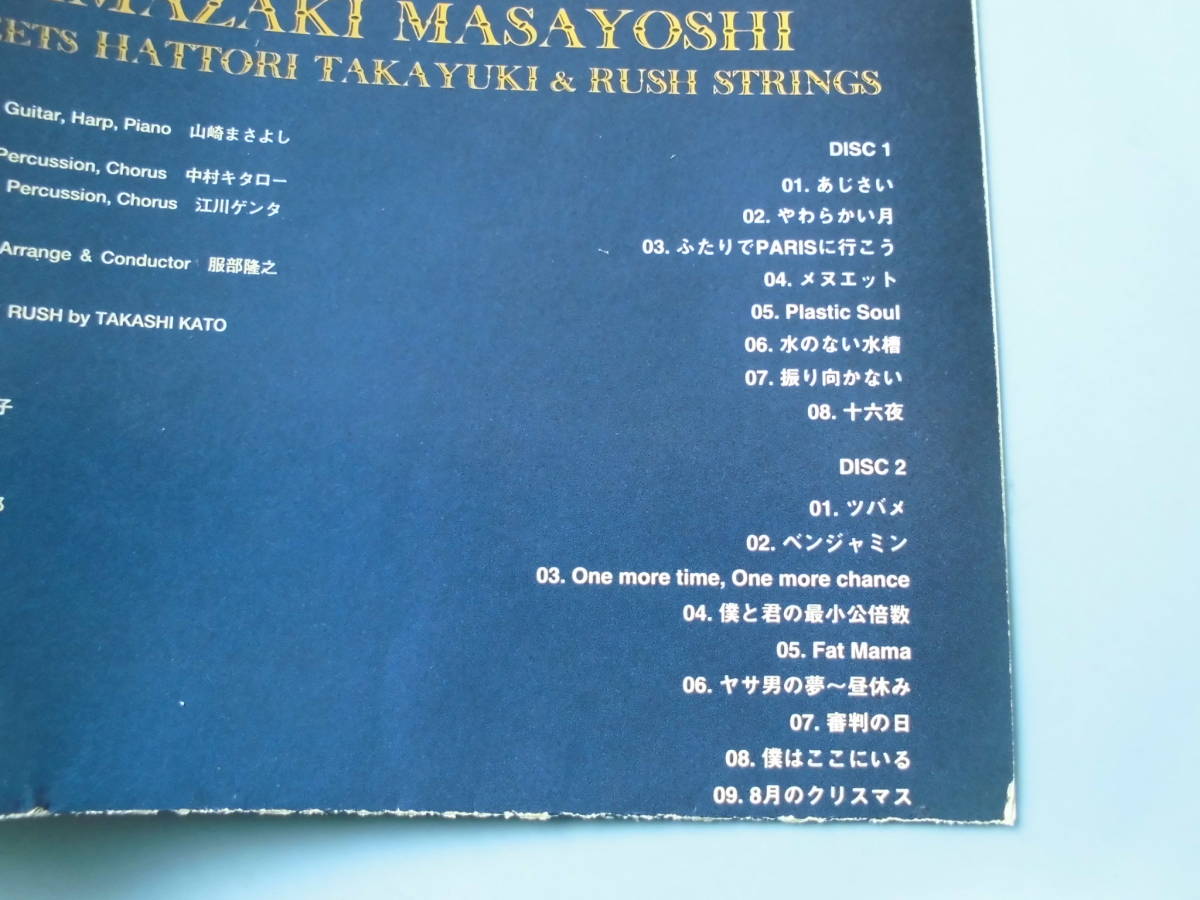 MASAYOSHI
HATTORI TAKAYUKI & RUSH STRINGS
Guitar, Harp, Piano 山崎まさよし
Percussion, Chorus 中村キタロー
Percussion, Chorus 江川ゲンタ
Arrange & Conductor 服部隆之
RUSH by TAKASHI KATO
子
DISC 1
01. あじさい
02. やわらかい月
03. ふたりでPARISに行こう
04. メヌエット
05. Plastic Soul
06. 水のない水槽
07. 振り向かない
08. 十六夜
DISC 2
01. ツバメ
02. ベンジャミン
03. One more time, One more chance
04. 僕と君の最小公倍数
05. Fat Mama
06. ヤサ男の夢～昼休み
07. 審判の日
08. 僕はここにいる
09. 8月のクリスマス